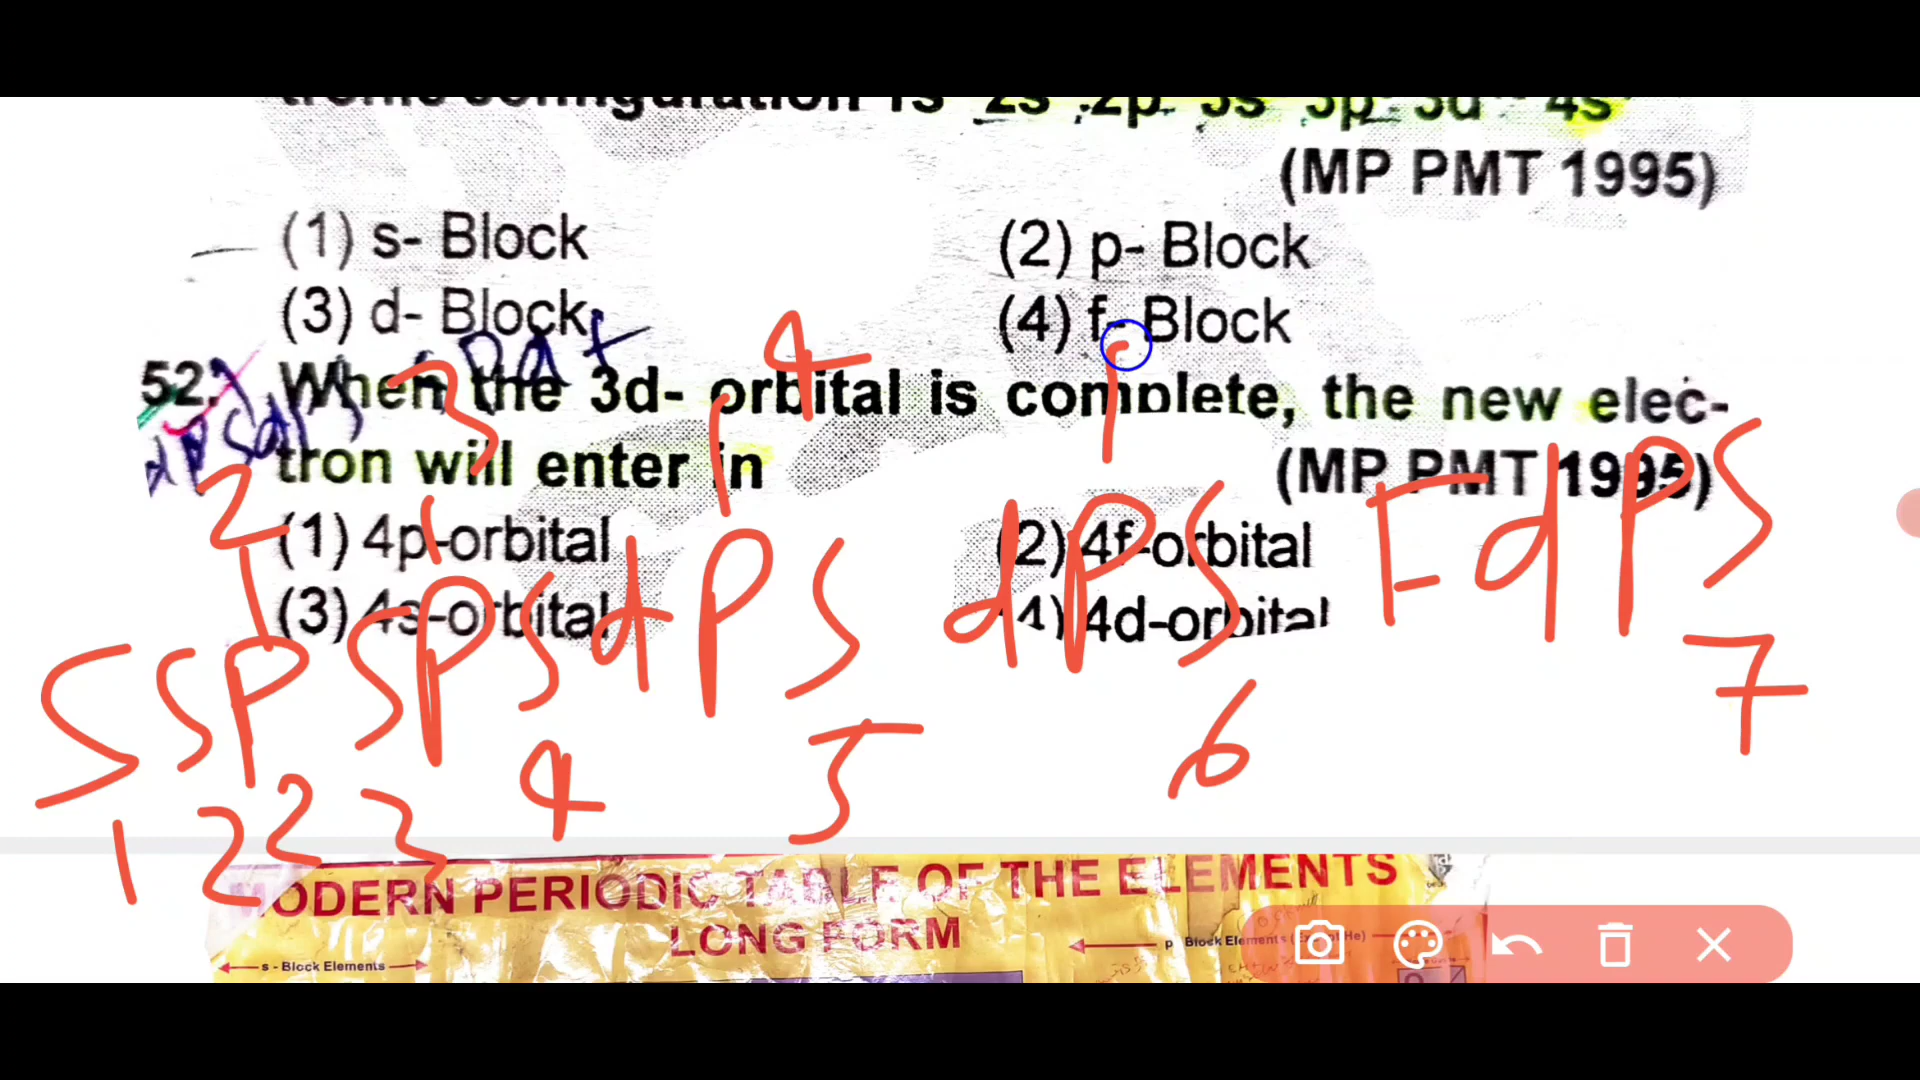 (MP PMT 1995)
(1) s- Block (2) p- Block
(3) d- Block (4) f- Block
52. When the 3d- orbital is complete, the new elec-
tron will enter in (MP PMT 1995)
(1) 4p-orbital (2) 4f-orbital
(3) 4s-orbital (4) 4d-orbital
2 3 4
S S P S P S d P S d P S F d P S
1 2 2 3 4 5 6 7
MODERN PERIODIC TABLE OF THE ELEMENTS
LONG FORM
s - Block Elements
p Block Elements